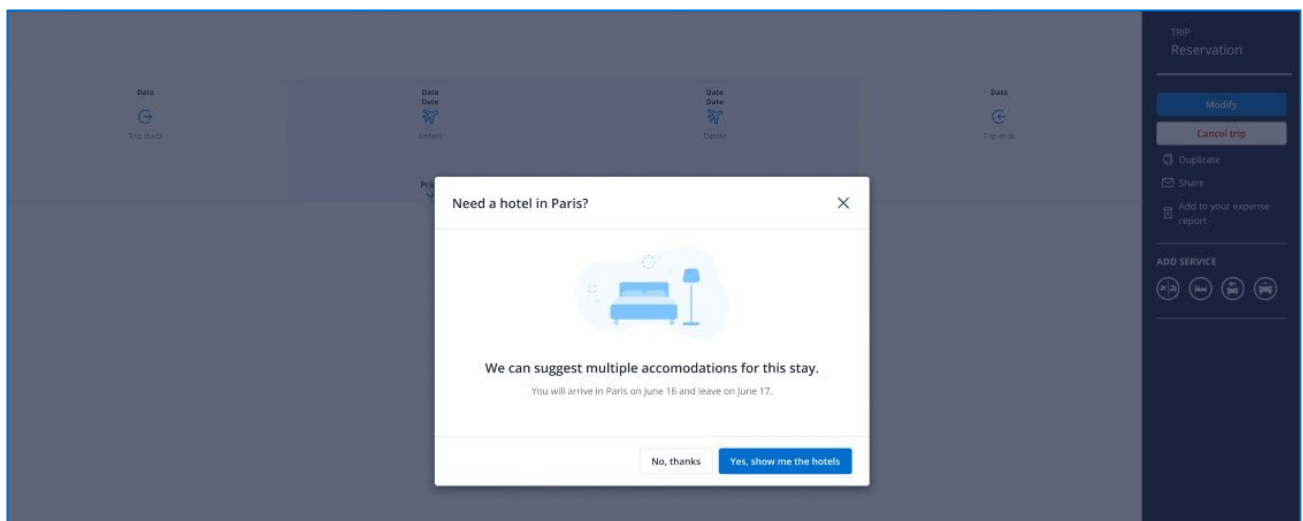 TRIP
Reservation
Date
Date
Date
Date
Date
Date
Trip starts
Details
Details
Trip ends
Modify
Cancel trip
Duplicate
Share
Add to your expense
report
ADD SERVICE
Need a hotel in Paris?
We can suggest multiple accomodations for this stay.
You will arrive in Paris on June 16 and leave on June 17.
No, thanks
Yes, show me the hotels